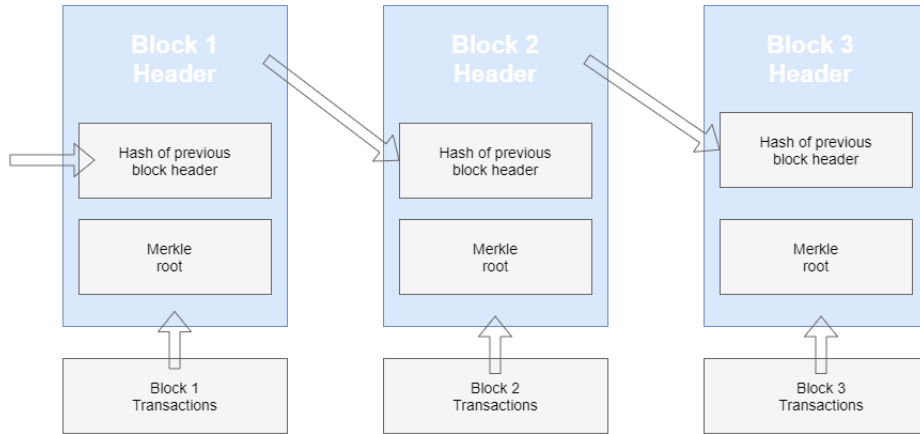 Block 1
Header
Hash of previous
block header
Merkle
root
Block 1
Transactions
Block 2
Header
Hash of previous
block header
Merkle
root
Block 2
Transactions
Block 3
Header
Hash of previous
block header
Merkle
root
Block 3
Transactions